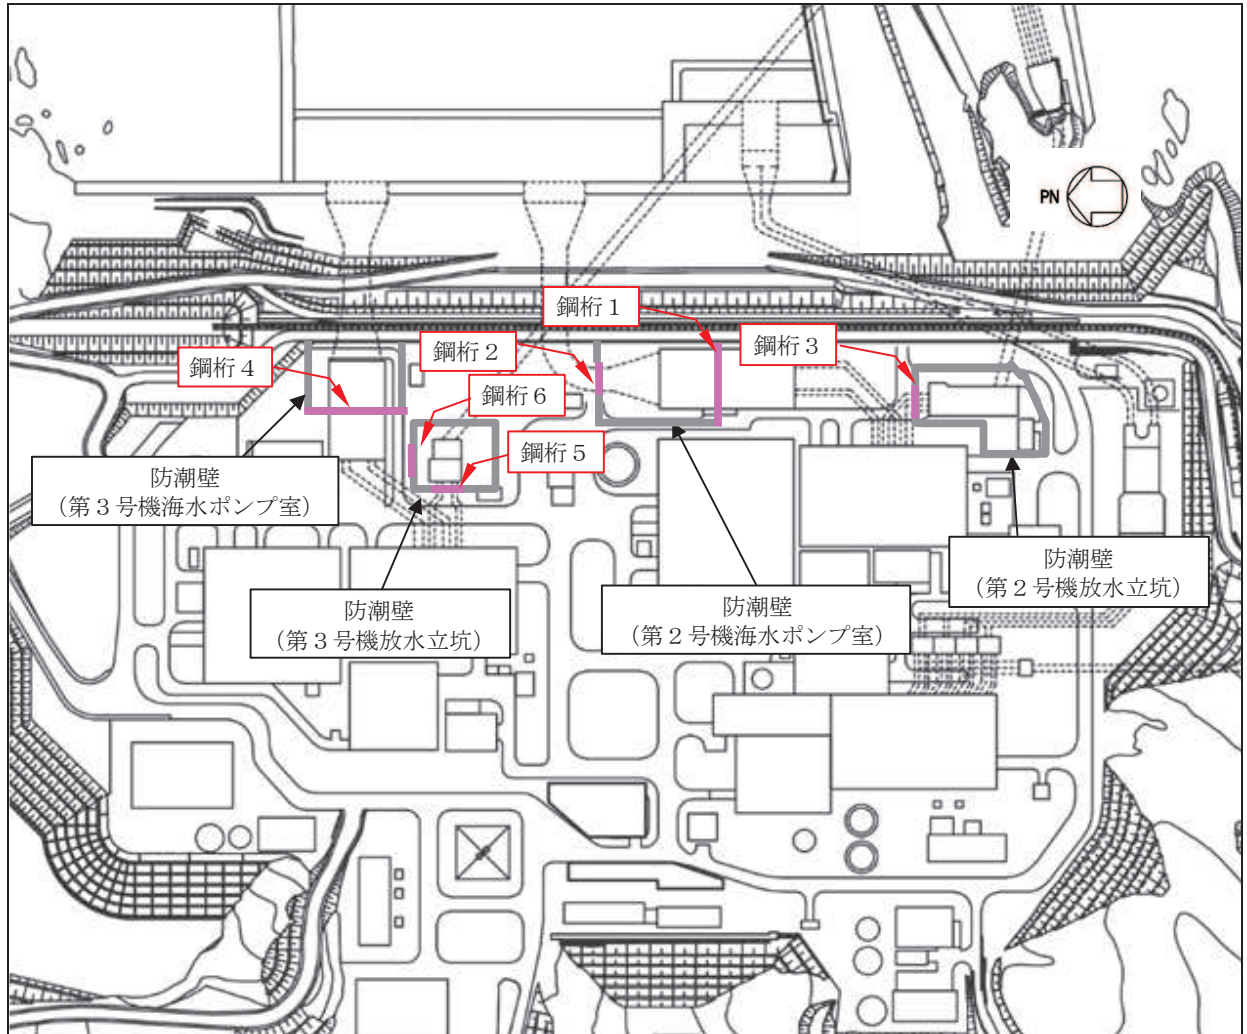 PN
鋼桁１
鋼桁２
鋼桁３
鋼桁４
鋼桁６
鋼桁５
防潮壁
（第３号機海水ポンプ室）
防潮壁
（第２号機放水立坑）
防潮壁
（第３号機放水立坑）
防潮壁
（第２号機海水ポンプ室）